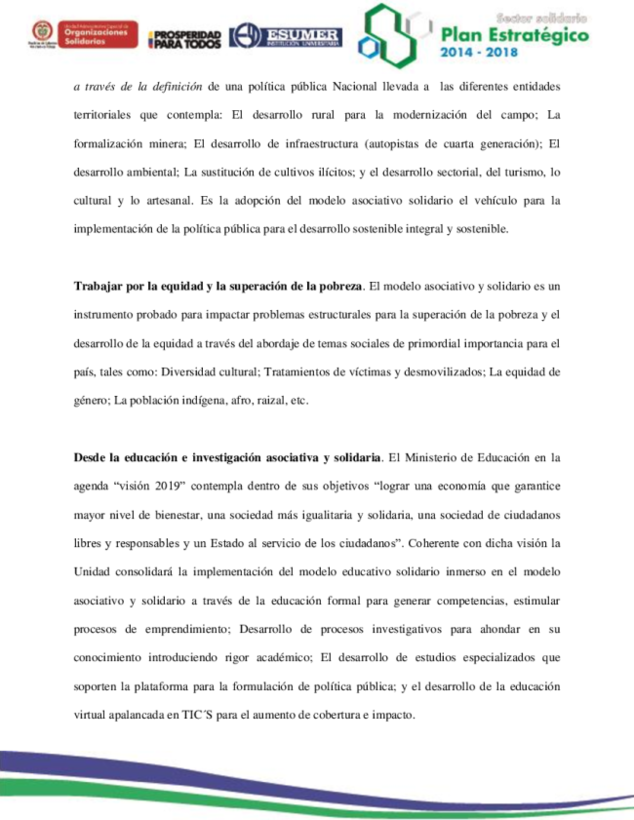 Organizaciones
Solidarias
PROSPERIDAD
PARA TODOS
ESUMER
INSTITUCIÓN UNIVERSITARIA
Sector solidario
Plan Estratégico
2014 - 2018
a través de la definición de una política pública Nacional llevada a las diferentes entidades
territoriales que contempla: El desarrollo rural para la modernización del campo; La
formalización minera; El desarrollo de infraestructura (autopistas de cuarta generación); El
desarrollo ambiental; La sustitución de cultivos ilícitos; y el desarrollo sectorial, del turismo, lo
cultural y lo artesanal. Es la adopción del modelo asociativo solidario el vehículo para la
implementación de la política pública para el desarrollo sostenible integral y sostenible.
Trabajar por la equidad y la superación de la pobreza. El modelo asociativo y solidario es un
instrumento probado para impactar problemas estructurales para la superación de la pobreza y el
desarrollo de la equidad a través del abordaje de temas sociales de primordial importancia para el
país, tales como: Diversidad cultural; Tratamientos de víctimas y desmovilizados; La equidad de
género; La población indígena, afro, raizal, etc.
Desde la educación e investigación asociativa y solidaria. El Ministerio de Educación en la
agenda “visión 2019” contempla dentro de sus objetivos “lograr una economía que garantice
mayor nivel de bienestar, una sociedad más igualitaria y solidaria, una sociedad de ciudadanos
libres y responsables y un Estado al servicio de los ciudadanos”. Coherente con dicha visión la
Unidad consolidará la implementación del modelo educativo solidario inmerso en el modelo
asociativo y solidario a través de la educación formal para generar competencias, estimular
procesos de emprendimiento; Desarrollo de procesos investigativos para ahondar en su
conocimiento introduciendo rigor académico; El desarrollo de estudios especializados que
soporten la plataforma para la formulación de política pública; y el desarrollo de la educación
virtual apalancada en TIC´S para el aumento de cobertura e impacto.